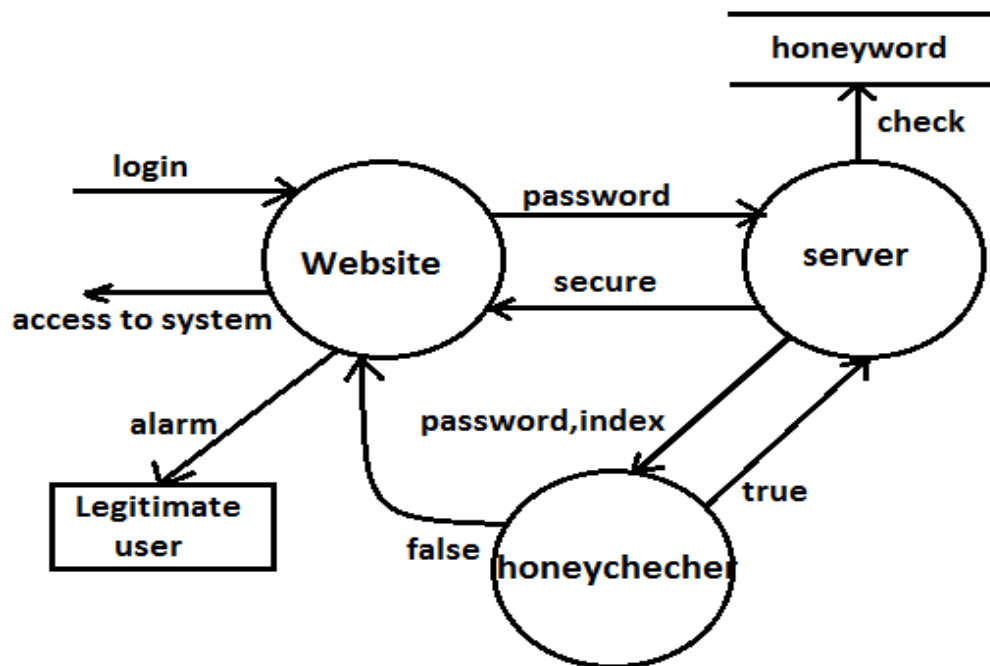 honeyword
check
login
password
Website
server
secure
access to system
alarm
password,index
Legitimate
user
true
false
honeychecher